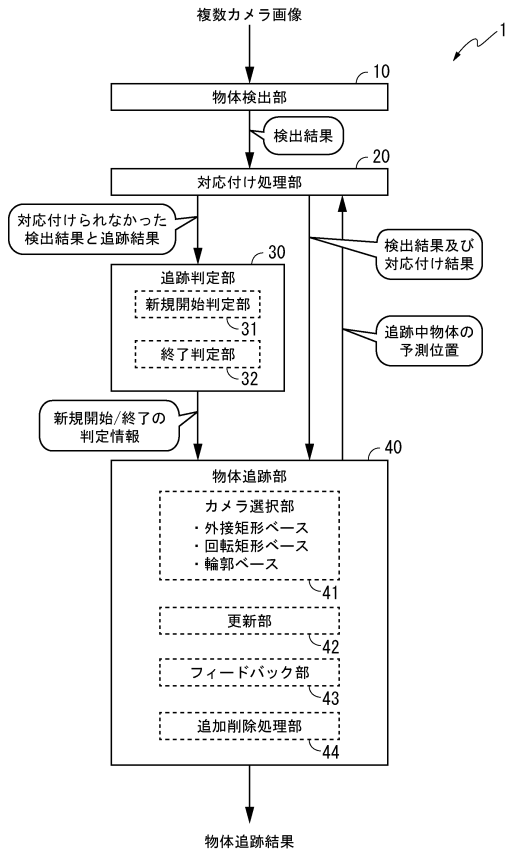 複数カメラ画像
1
10
物体検出部
検出結果
20
対応付け処理部
対応付けられなかった
検出結果と追跡結果
検出結果及び
対応付け結果
30
追跡判定部
新規開始判定部
31
終了判定部
32
追跡中物体の
予測位置
新規開始/終了の
判定情報
40
物体追跡部
カメラ選択部
・外接矩形ベース
・回転矩形ベース
・輪郭ベース
41
更新部
42
フィードバック部
43
追加削除処理部
44
物体追跡結果